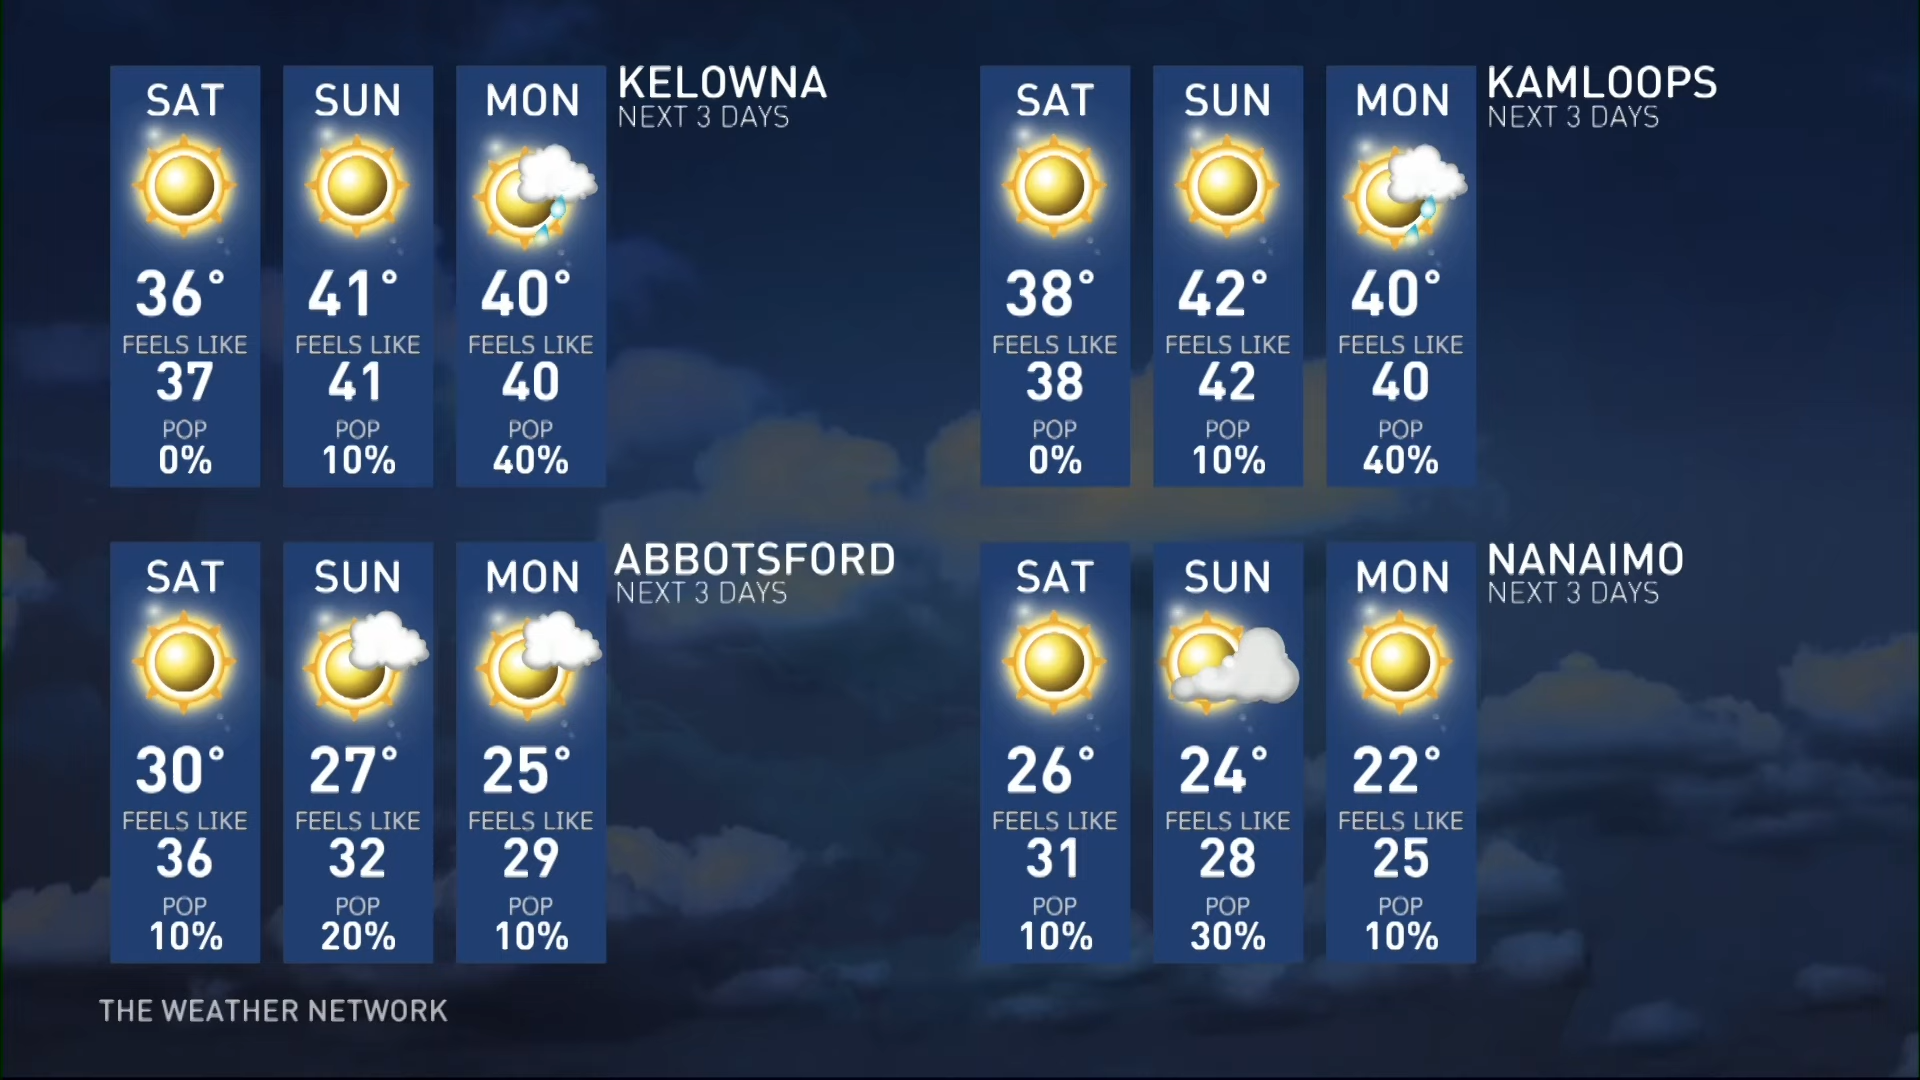 KELOWNA
NEXT 3 DAYS
SAT SUN MON
36° 41° 40°
FEELS LIKE FEELS LIKE FEELS LIKE
37 41 40
POP POP POP
0% 10% 40%
KAMLOOPS
NEXT 3 DAYS
SAT SUN MON
38° 42° 40°
FEELS LIKE FEELS LIKE FEELS LIKE
38 42 40
POP POP POP
0% 10% 40%
ABBOTSFORD
NEXT 3 DAYS
SAT SUN MON
30° 27° 25°
FEELS LIKE FEELS LIKE FEELS LIKE
36 32 29
POP POP POP
10% 20% 10%
NANAIMO
NEXT 3 DAYS
SAT SUN MON
26° 24° 22°
FEELS LIKE FEELS LIKE FEELS LIKE
31 28 25
POP POP POP
10% 30% 10%
THE WEATHER NETWORK